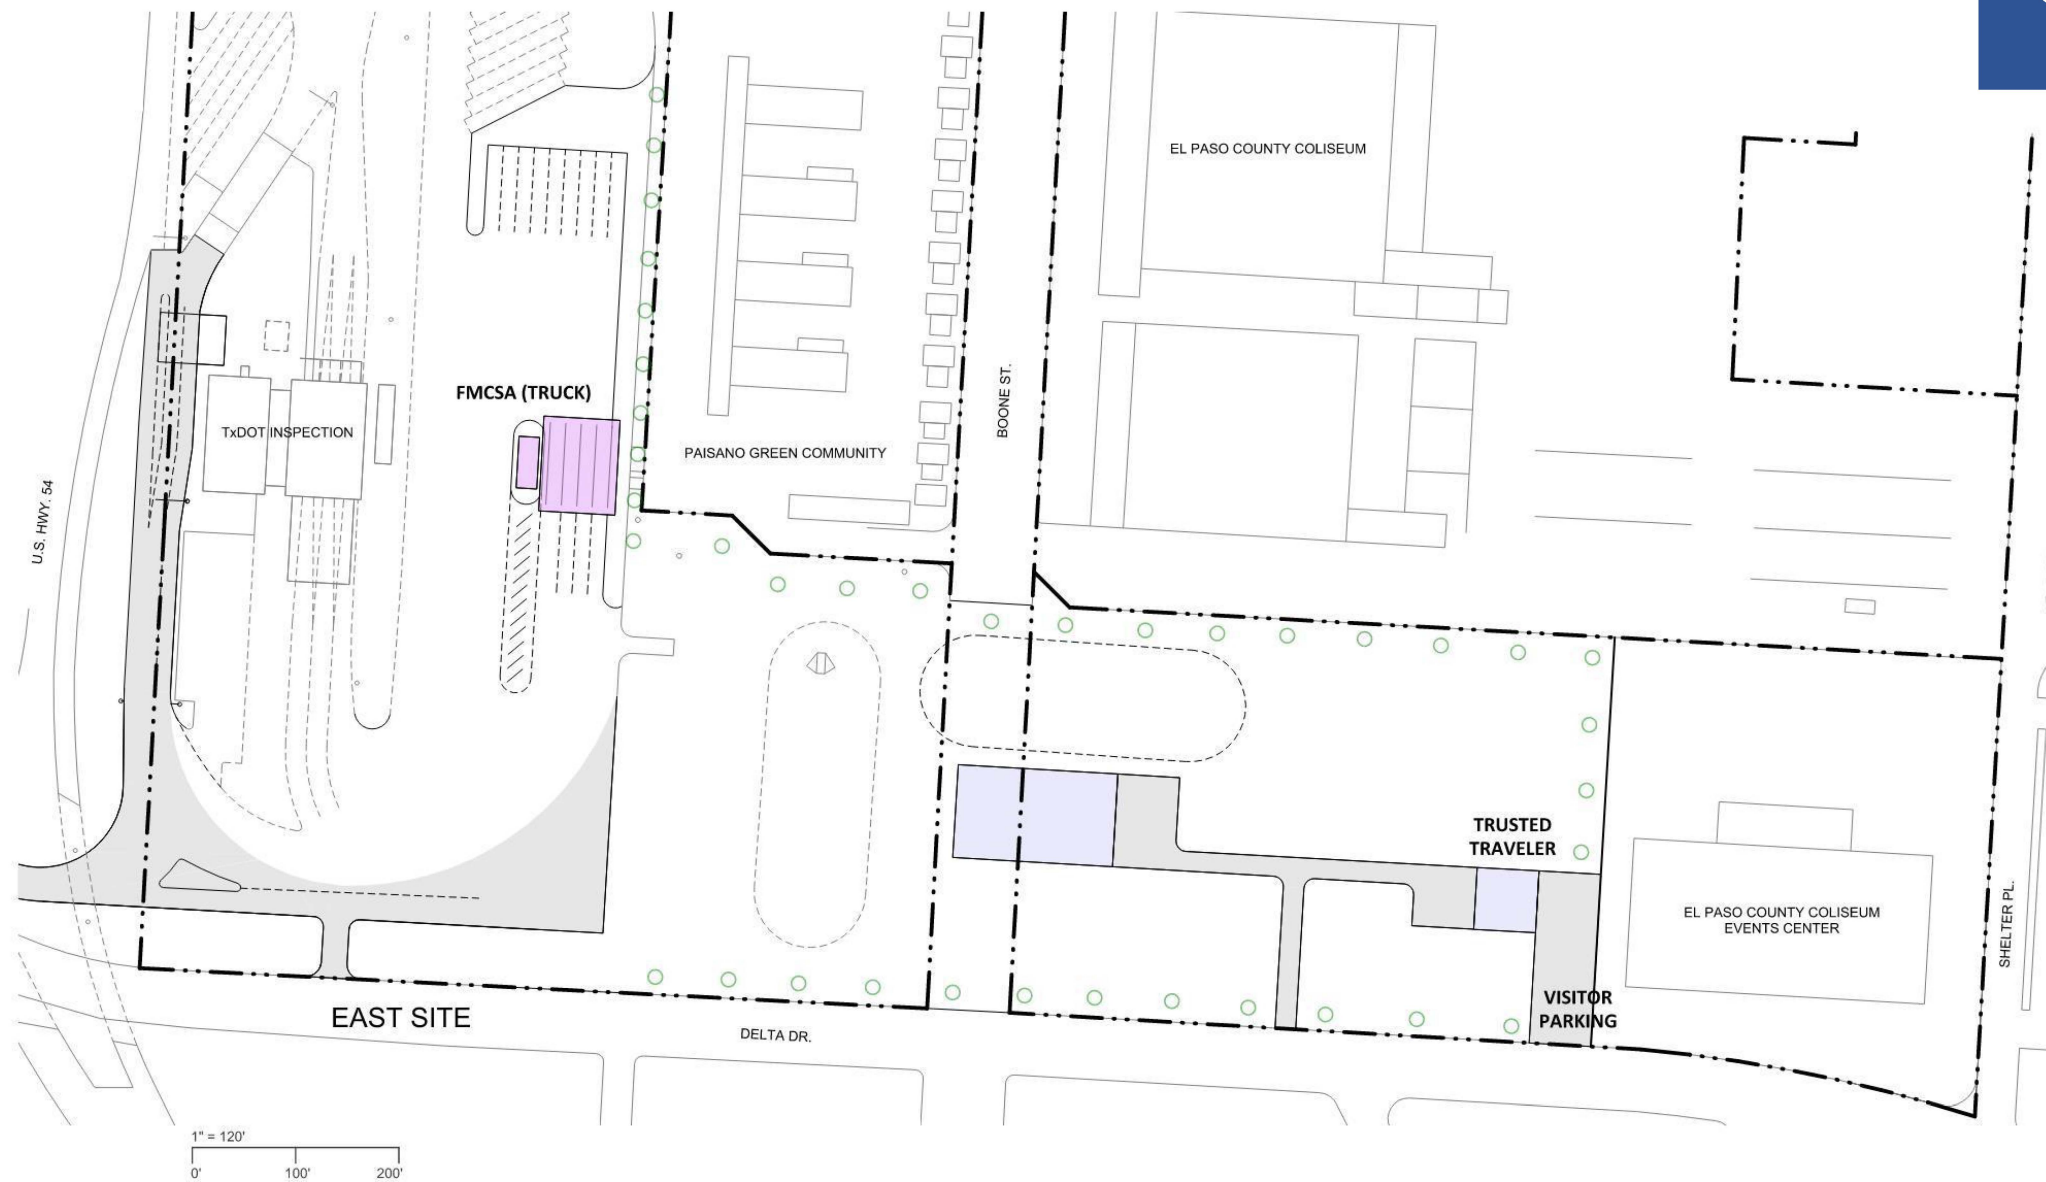 EL PASO COUNTY COLISEUM
FMCSA (TRUCK)
BOONE ST.
TxDOT INSPECTION
PAISANO GREEN COMMUNITY
U.S. HWY. 54
TRUSTED
TRAVELER
EL PASO COUNTY COLISEUM
EVENTS CENTER
SHELTER PL.
VISITOR
PARKING
EAST SITE
DELTA DR.
1" = 120'
0' 100' 200'